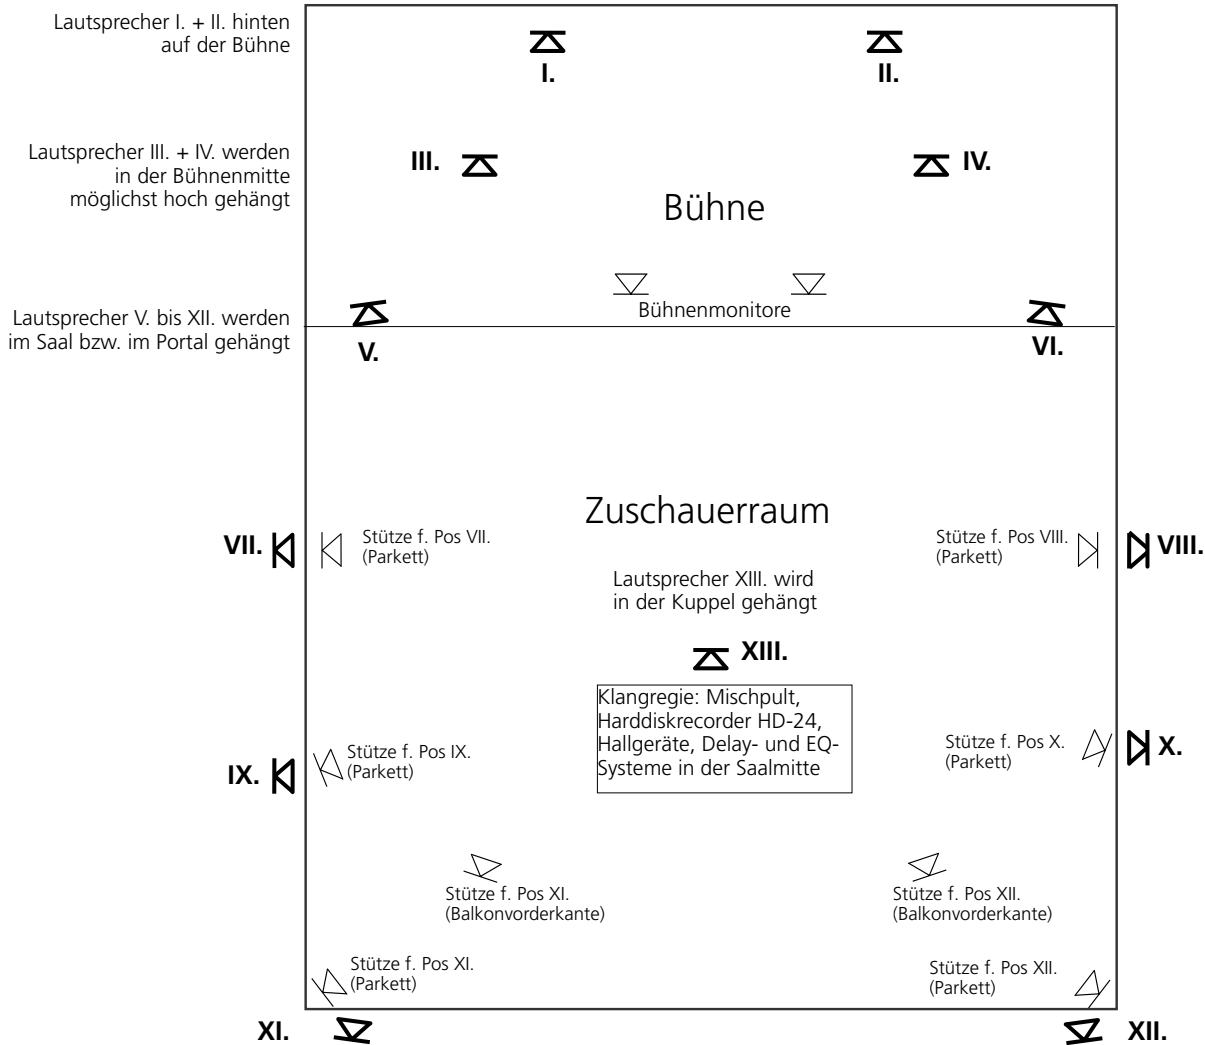 Lautsprecher I. + II. hinten
auf der Bühne
I.
II.
Lautsprecher III. + IV. werden
in der Bühnenmitte
möglichst hoch gehängt
III.
IV.
Bühne
Bühnenmonitore
Lautsprecher V. bis XII. werden
im Saal bzw. im Portal gehängt
V.
VI.
Zuschauerraum
VII.
Stütze f. Pos VII.
(Parkett)
Stütze f. Pos VIII.
(Parkett)
VIII.
Lautsprecher XIII. wird
in der Kuppel gehängt
XIII.
Klangregie: Mischpult,
Harddiskrecorder HD-24,
Hallgeräte, Delay- und EQ-
Systeme in der Saalmitte
IX.
Stütze f. Pos IX.
(Parkett)
Stütze f. Pos X.
(Parkett)
X.
Stütze f. Pos XI.
(Balkonvorderkante)
Stütze f. Pos XII.
(Balkonvorderkante)
Stütze f. Pos XI.
(Parkett)
Stütze f. Pos XII.
(Parkett)
XI.
XII.